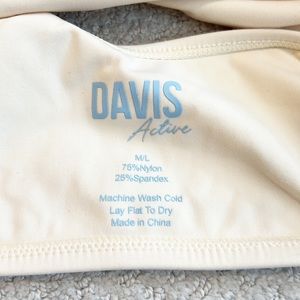 DAVIS
Active
M/L
75%Nylon
25%Spandex
Machine Wash Cold
Lay Flat To Dry
Made in China